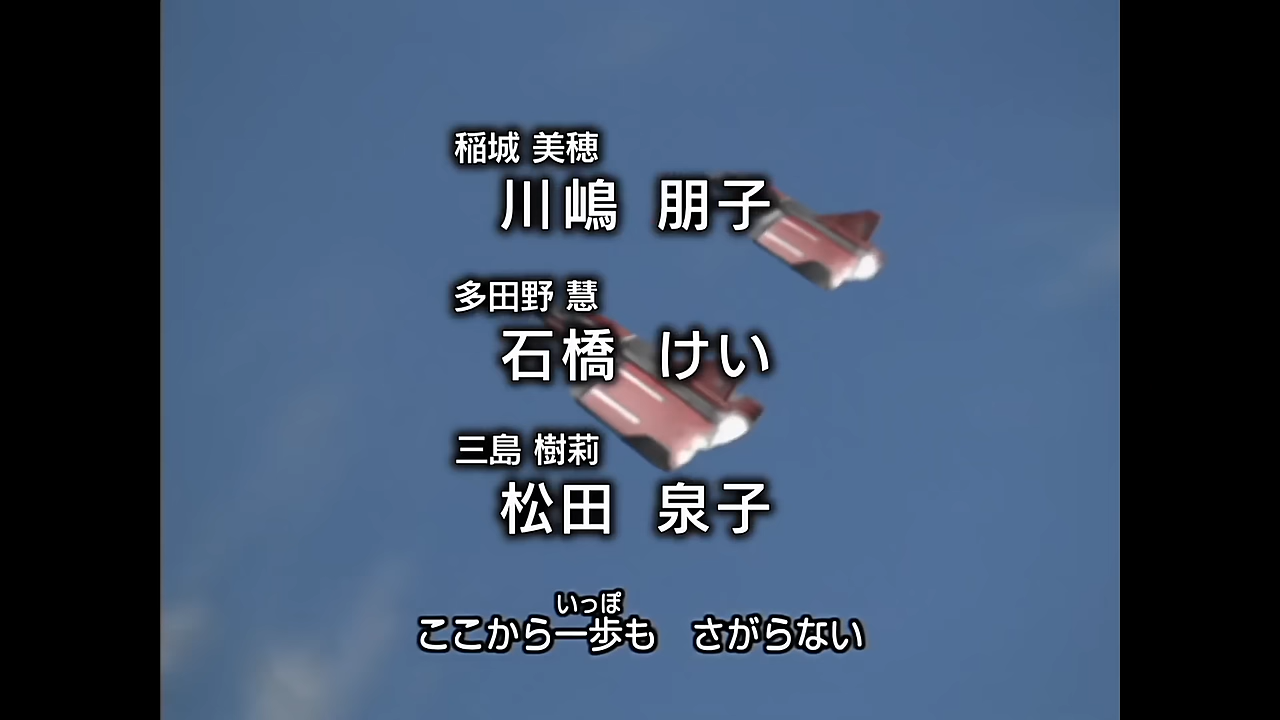 稲城 美穂
川嶋 朋子
多田野 慧
石橋 けい
三島 樹莉
松田 泉子
いっぽ
ここから一歩も さがらない